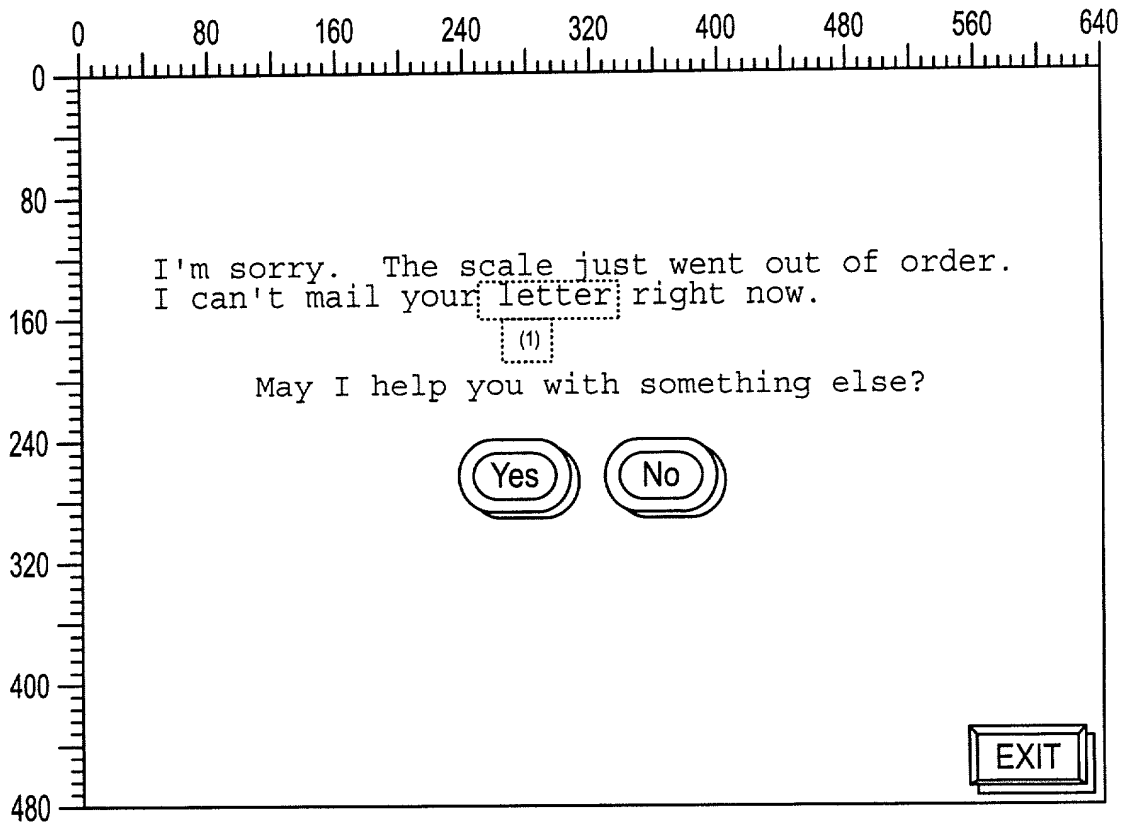 0 80 160 240 320 400 480 560 640
0
80
I'm sorry.  The scale just went out of order.
I can't mail your letter right now.
160
(1)
May I help you with something else?
240
Yes No
320
400
EXIT
480